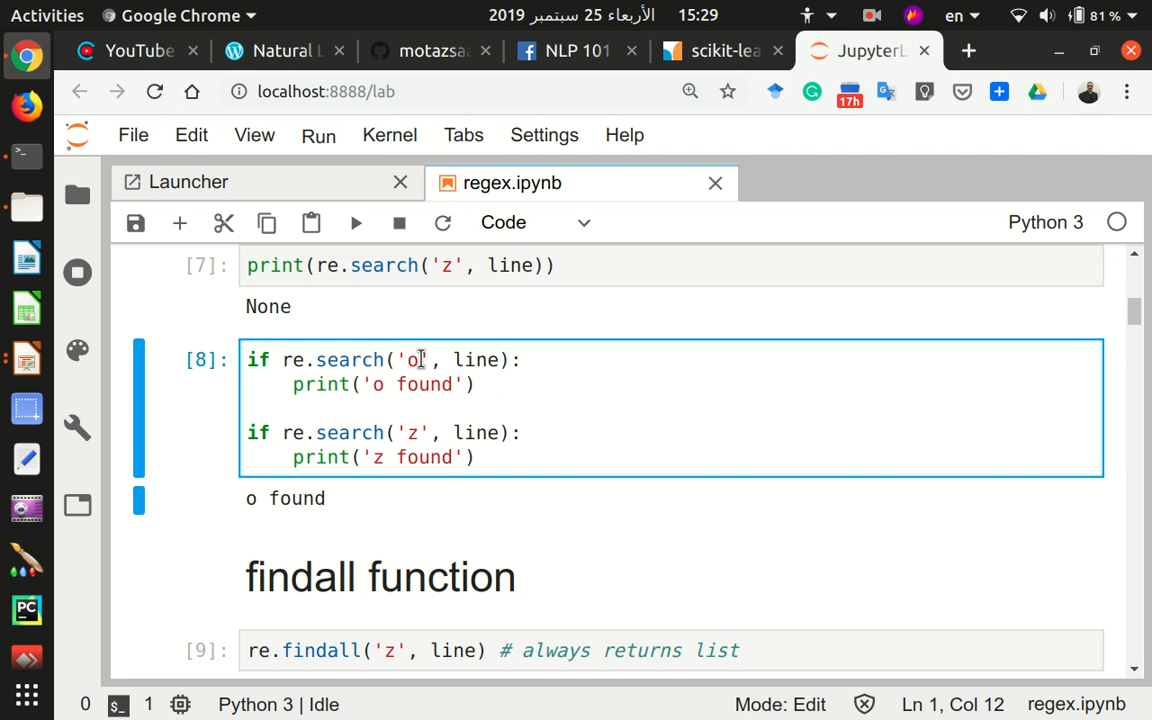 Activities Google Chrome 2019 الأربعاء 25 سبتمبر 15:29 en 81 %
YouTube Natural L motazsa NLP 101 scikit-lea JupyterL
localhost:8888/lab 17h
File Edit View Run Kernel Tabs Settings Help
Launcher regex.ipynb
Code Python 3
[7]: print(re.search('z', line))
None
[8]: if re.search('o', line):
print('o found')
if re.search('z', line):
print('z found')
o found
findall function
[9]: re.findall('z', line) # always returns list
0 $_ 1 Python 3 | Idle Mode: Edit Ln 1, Col 12 regex.ipynb
PC